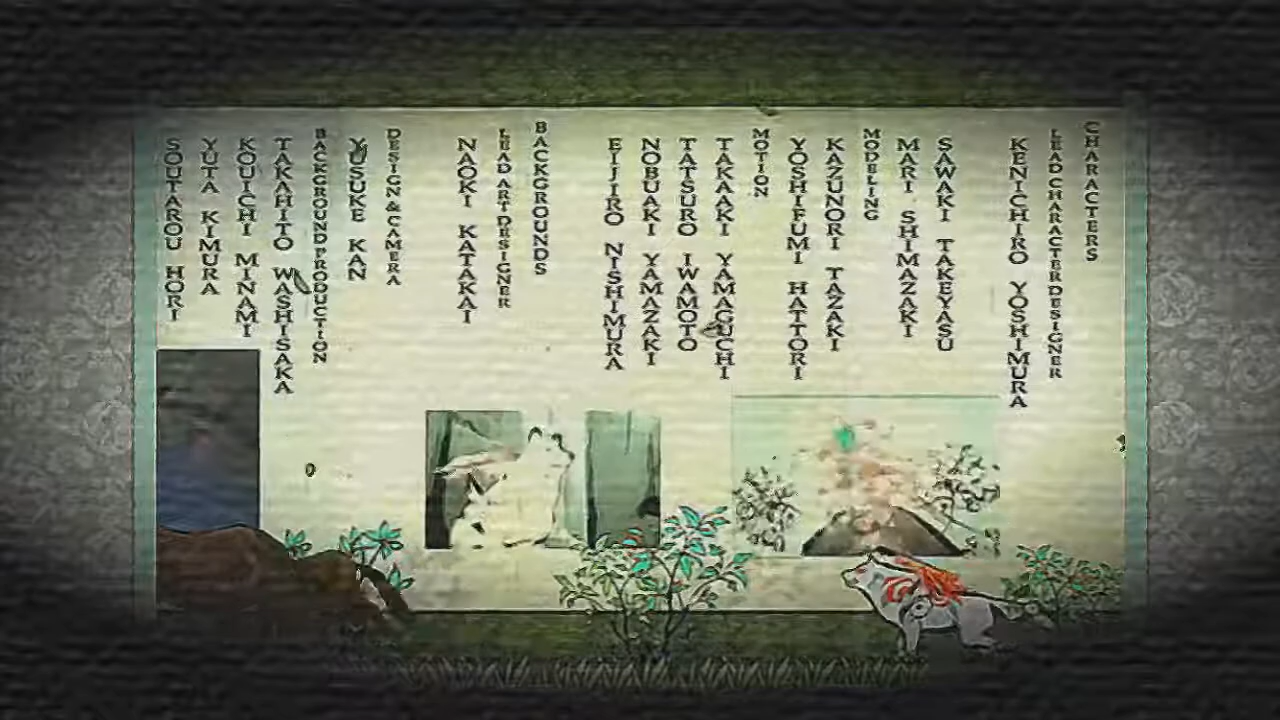 CHARACTERS
LEAD CHARACTER DESIGNER
KENICHIRO YOSHIMURA
SAWAKI TAKEYASU
MARI SHIMAZAKI
MODELING
KAZUNORI TAZAKI
YOSHIFUMI HATTORI
MOTION
TAKAAKI YAMAGUCHI
TATSURO IWAMOTO
NOBUAKI YAMAZAKI
EIJIRO NISHIMURA
BACKGROUNDS
LEAD ART DESIGNER
NAOKI KATAKAI
DESIGN & CAMERA
YUSUKE KAN
BACKGROUND PRODUCTION
TAKAHITO WASHISAKA
KOUICHI MINAMI
YUTA KIMURA
SOUTAROU HORI